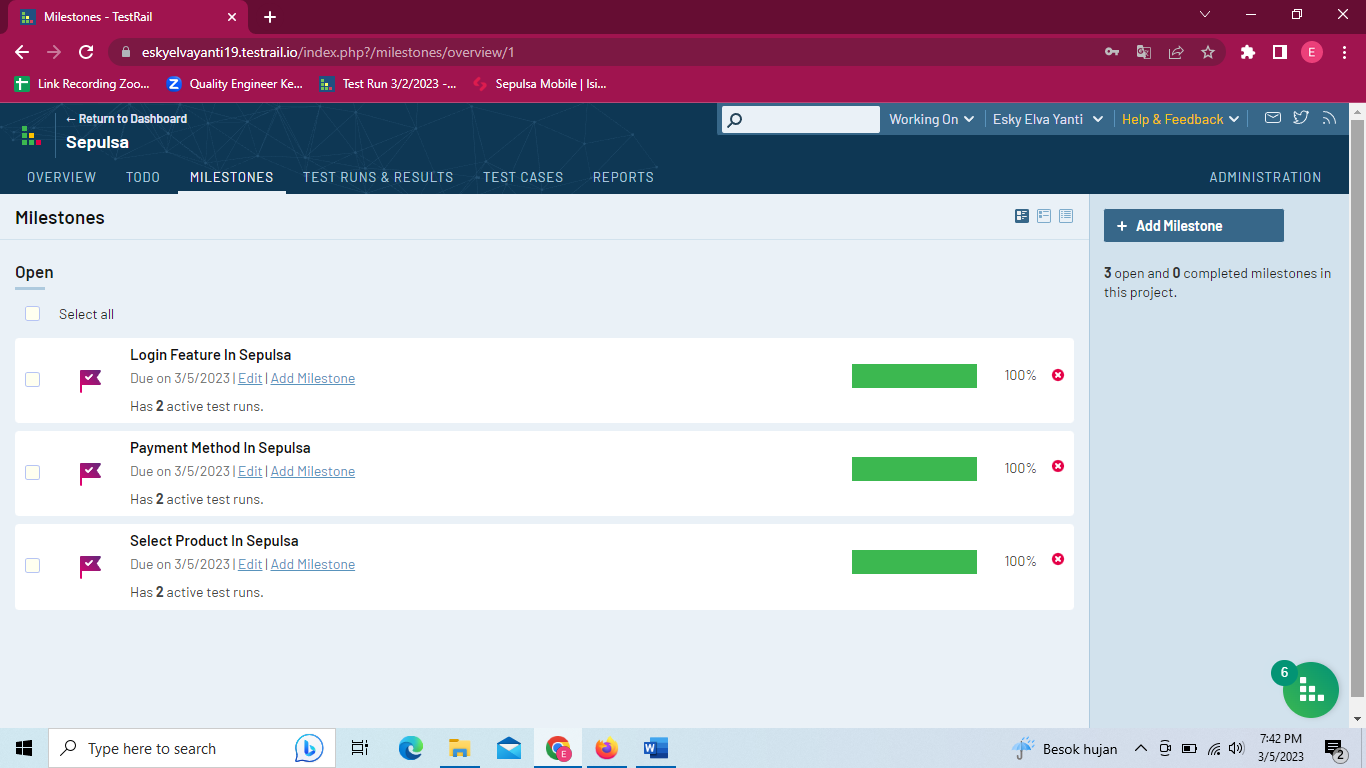 Milestones - TestRail
eskyelvayanti19.testrail.io/index.php?/milestones/overview/1
E
Link Recording Zoo...
Quality Engineer Ke...
Test Run 3/2/2023 -...
Sepulsa Mobile | Isi...
← Return to Dashboard
Sepulsa
Working On
Esky Elva Yanti
Help & Feedback
OVERVIEW
TODO
MILESTONES
TEST RUNS & RESULTS
TEST CASES
REPORTS
ADMINISTRATION
Milestones
+ Add Milestone
3 open and 0 completed milestones in
this project.
Open
Select all
Login Feature In Sepulsa
Due on 3/5/2023 | Edit | Add Milestone
Has 2 active test runs.
100%
Payment Method In Sepulsa
Due on 3/5/2023 | Edit | Add Milestone
Has 2 active test runs.
100%
Select Product In Sepulsa
Due on 3/5/2023 | Edit | Add Milestone
Has 2 active test runs.
100%
6
Type here to search
E
W
Besok hujan
7:42 PM
3/5/2023
2